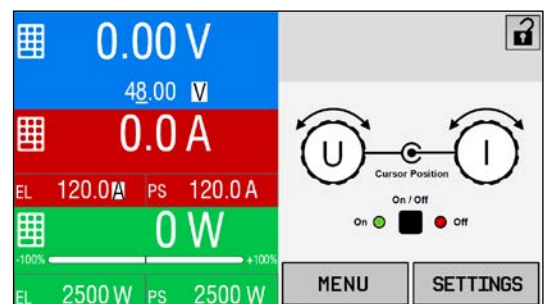 0.00 V
48.00 V
0.0 A
EL 120.0 A PS 120.0 A
0 W
-100% +100%
EL 2500 W PS 2500 W
U I
Cursor Position
On / Off
On Off
MENU SETTINGS